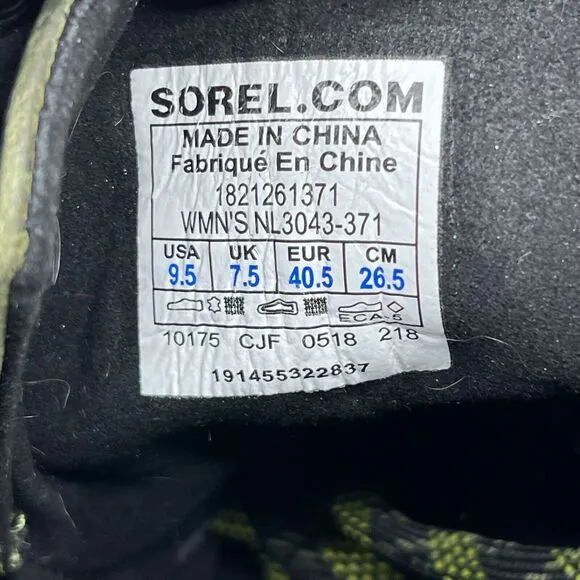 SOREL.COM
MADE IN CHINA
Fabriqué En Chine
1821261371
WMN'S NL3043-371
USA UK EUR CM
9.5 7.5 40.5 26.5
ECA-5
10175 CJF 0518 218
191455322837